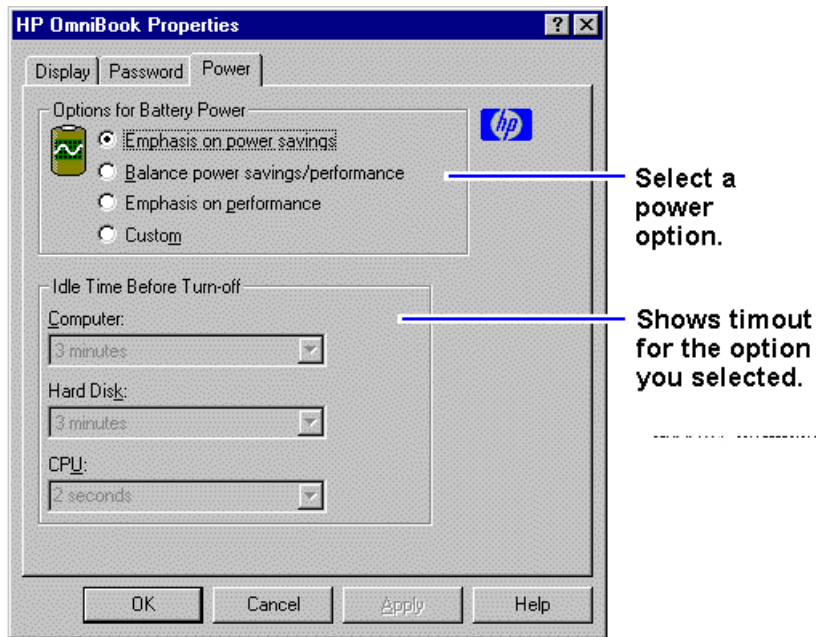 HP OmniBook Properties
Display Password Power
Options for Battery Power
Emphasis on power savings
Balance power savings/performance
Emphasis on performance
Custom
hp
Select a
power
option.
Idle Time Before Turn-off
Computer:
3 minutes
Hard Disk:
3 minutes
CPU:
2 seconds
Shows timout
for the option
you selected.
OK Cancel Apply Help